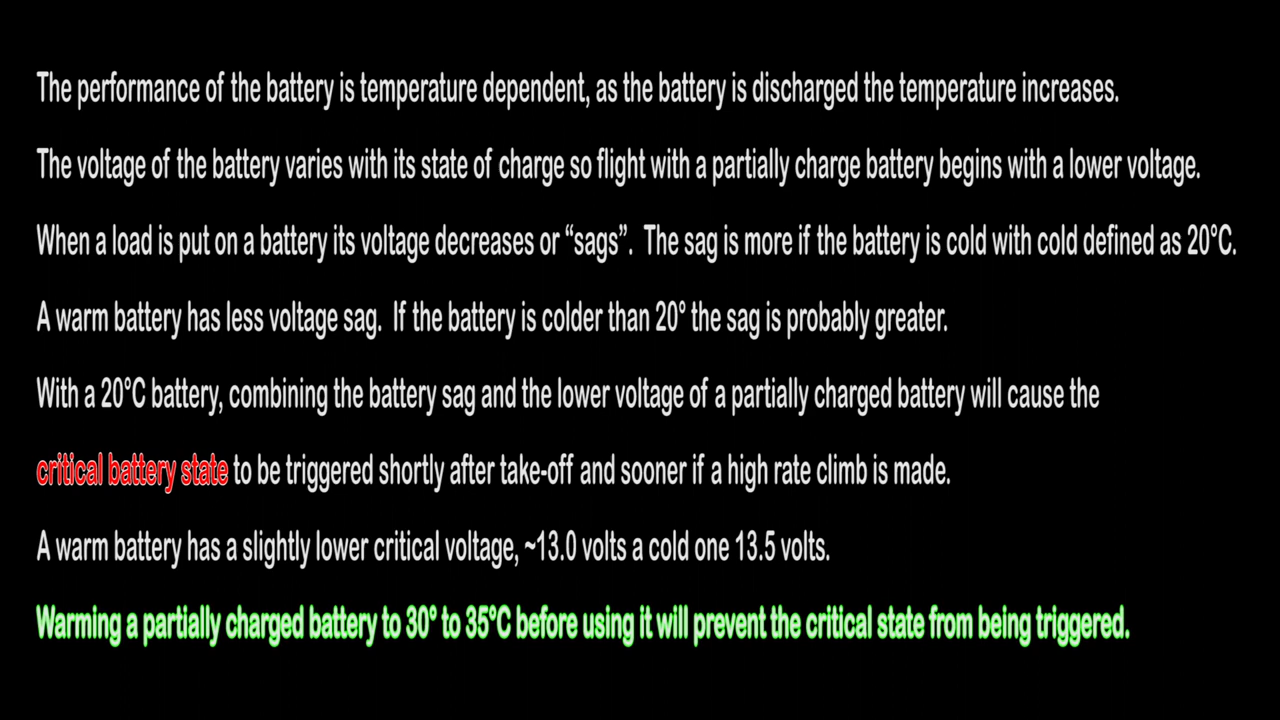 The performance of the battery is temperature dependent, as the battery is discharged the temperature increases.
The voltage of the battery varies with its state of charge so flight with a partially charge battery begins with a lower voltage.
When a load is put on a battery its voltage decreases or “sags”.  The sag is more if the battery is cold with cold defined as 20°C.
A warm battery has less voltage sag.  If the battery is colder than 20° the sag is probably greater.
With a 20°C battery, combining the battery sag and the lower voltage of a partially charged battery will cause the
critical battery state to be triggered shortly after take-off and sooner if a high rate climb is made.
A warm battery has a slightly lower critical voltage, ~13.0 volts a cold one 13.5 volts.
Warming a partially charged battery to 30° to 35°C before using it will prevent the critical state from being triggered.